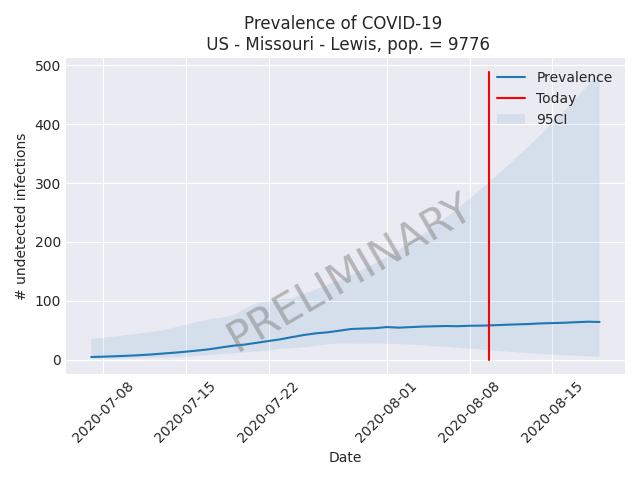 Prevalence of COVID-19
US - Missouri - Lewis, pop. = 9776
500
400
300
200
100
0
# undetected infections
Prevalence
Today
95CI
PRELIMINARY
2020-07-08
2020-07-15
2020-07-22
2020-08-01
2020-08-08
2020-08-15
Date